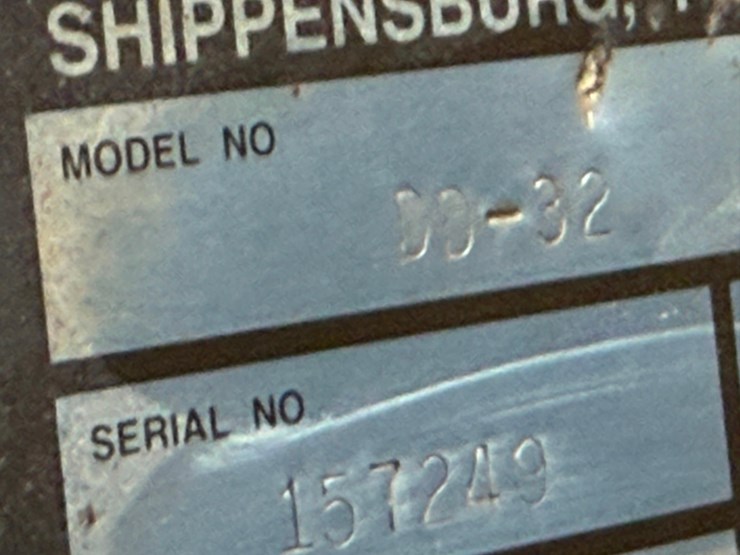 SHIPPENSBURG,
MODEL NO
DD-32
SERIAL NO
157249